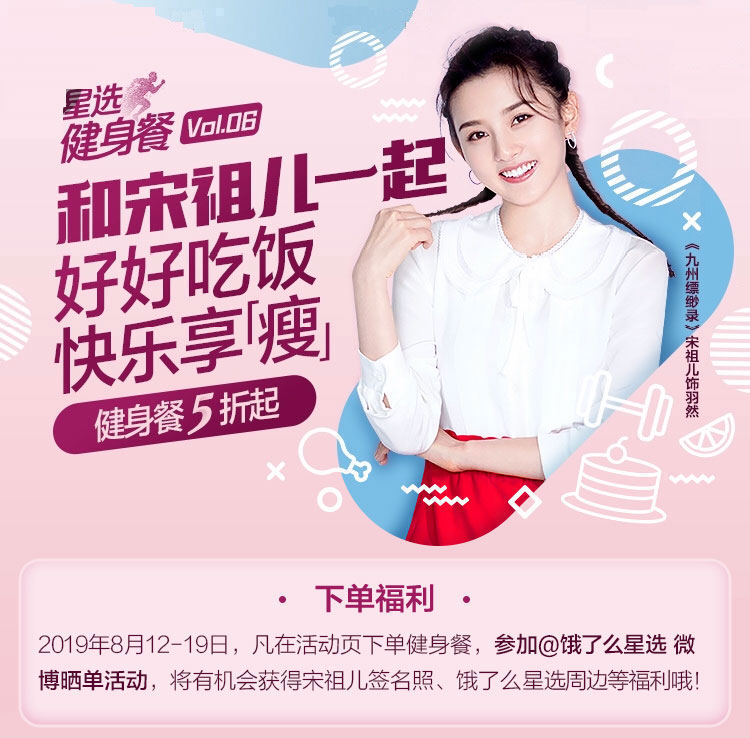 星选
健身餐 Vol.06
和宋祖儿一起
好好吃饭
快乐享「瘦」
健身餐5折起
《九州缥缈录》宋祖儿饰羽然
· 下单福利 ·
2019年8月12-19日，凡在活动页下单健身餐，参加@饿了么星选 微
博晒单活动，将有机会获得宋祖儿签名照、饿了么星选周边等福利哦！